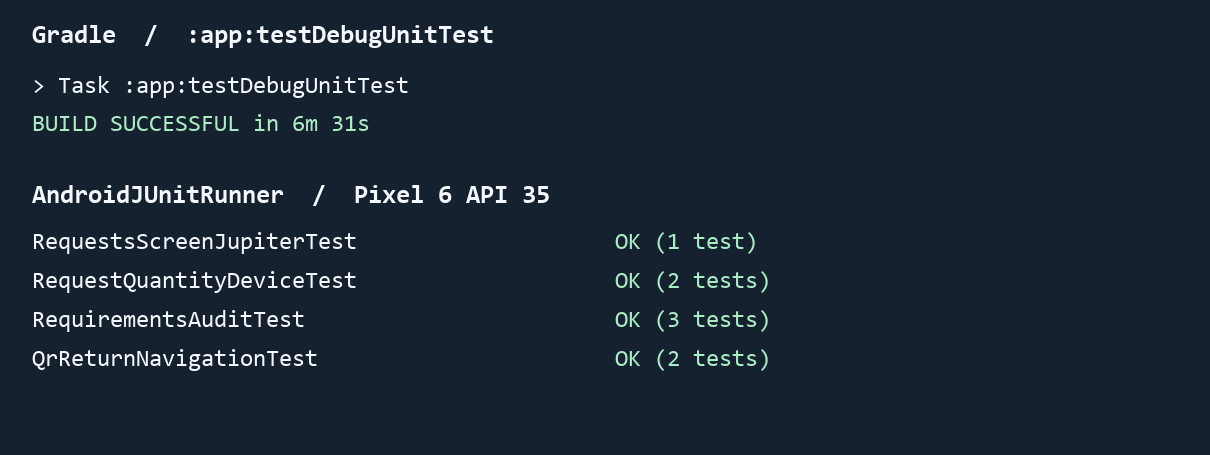 Gradle / :app:testDebugUnitTest
> Task :app:testDebugUnitTest
BUILD SUCCESSFUL in 6m 31s
AndroidJUnitRunner / Pixel 6 API 35
RequestsScreenJupiterTest OK (1 test)
RequestQuantityDeviceTest OK (2 tests)
RequirementsAuditTest OK (3 tests)
QrReturnNavigationTest OK (2 tests)